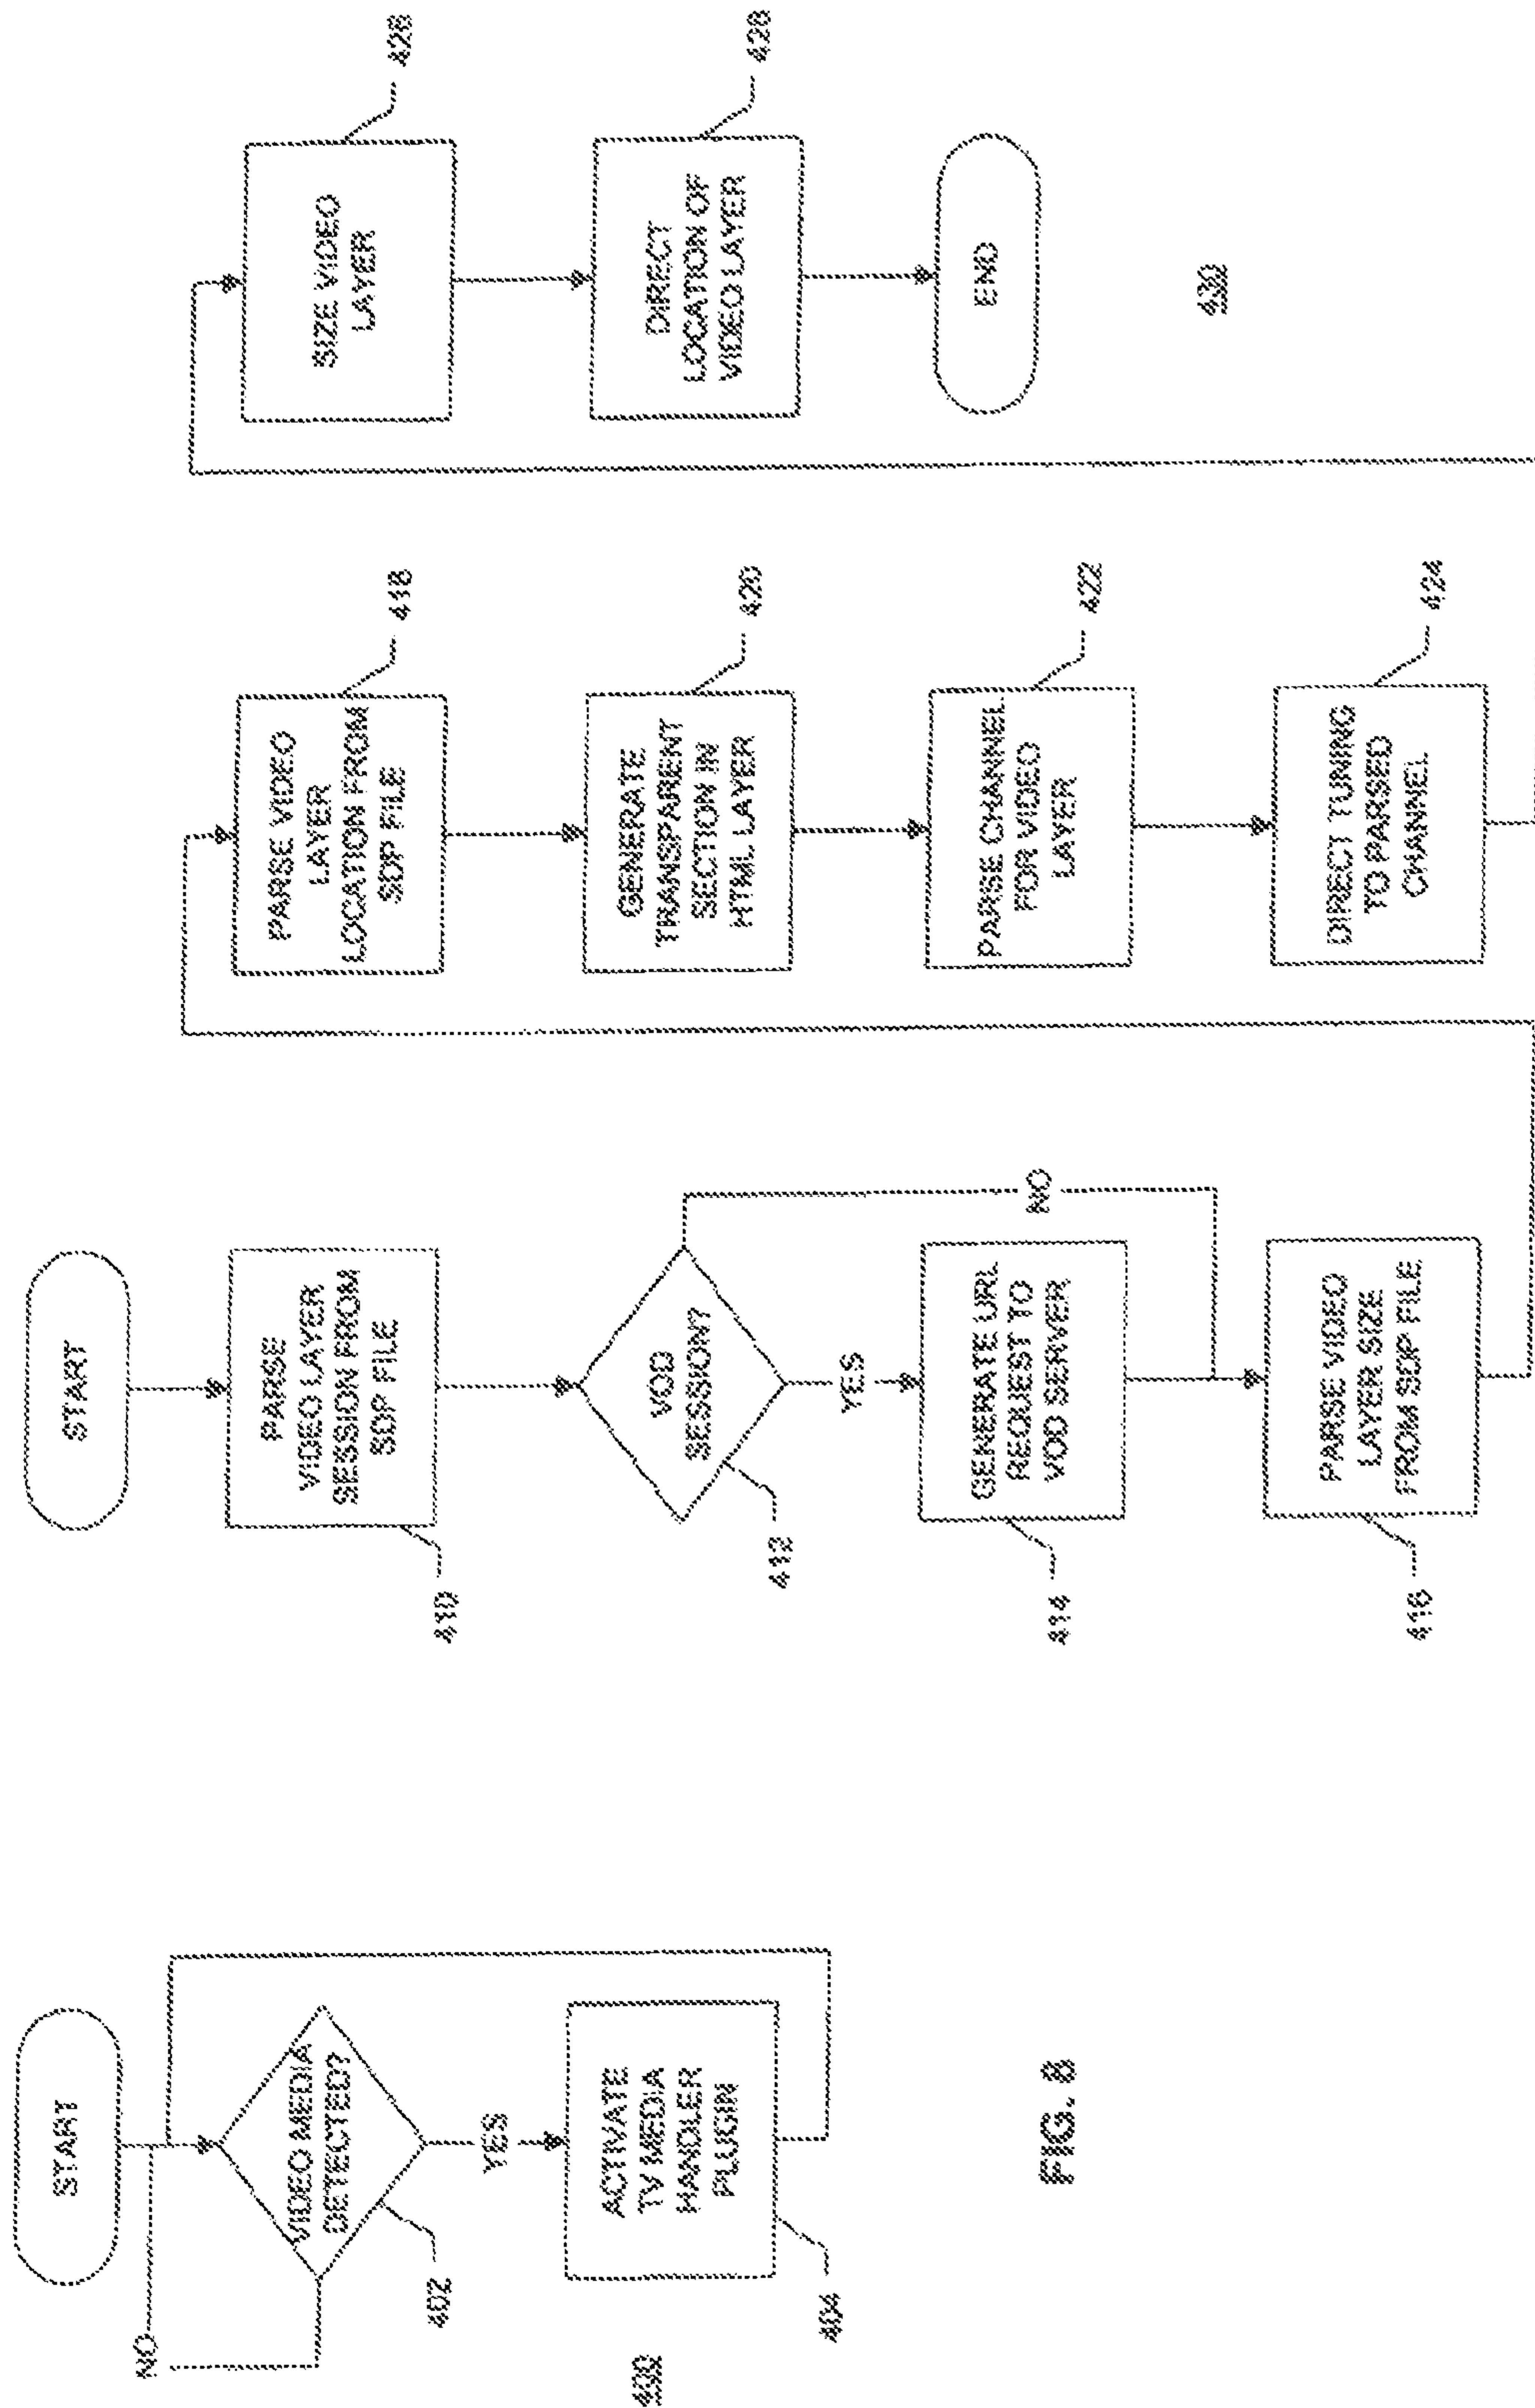 START
NO
VIDEO MEDIA
DETECTED?
402
YES
ACTIVATE
TV MEDIA
HANDLER
PLUGIN
404
400
FIG. 8
START
PARSE
VIDEO LAYER
SESSION FROM
SDP FILE
410
VOD
SESSION?
412
NO
YES
GENERATE URL
REQUEST TO
VOD SERVER
414
PARSE VIDEO
LAYER SIZE
FROM SDP FILE
416
PARSE VIDEO
LAYER
LOCATION FROM
SDP FILE
418
GENERATE
TRANSPARENT
SECTION IN
HTML LAYER
420
PARSE CHANNEL
FOR VIDEO
LAYER
422
DIRECT TUNING
TO PARSED
CHANNEL
424
SIZE VIDEO
LAYER
426
DIRECT
LOCATION OF
VIDEO LAYER
428
END
430